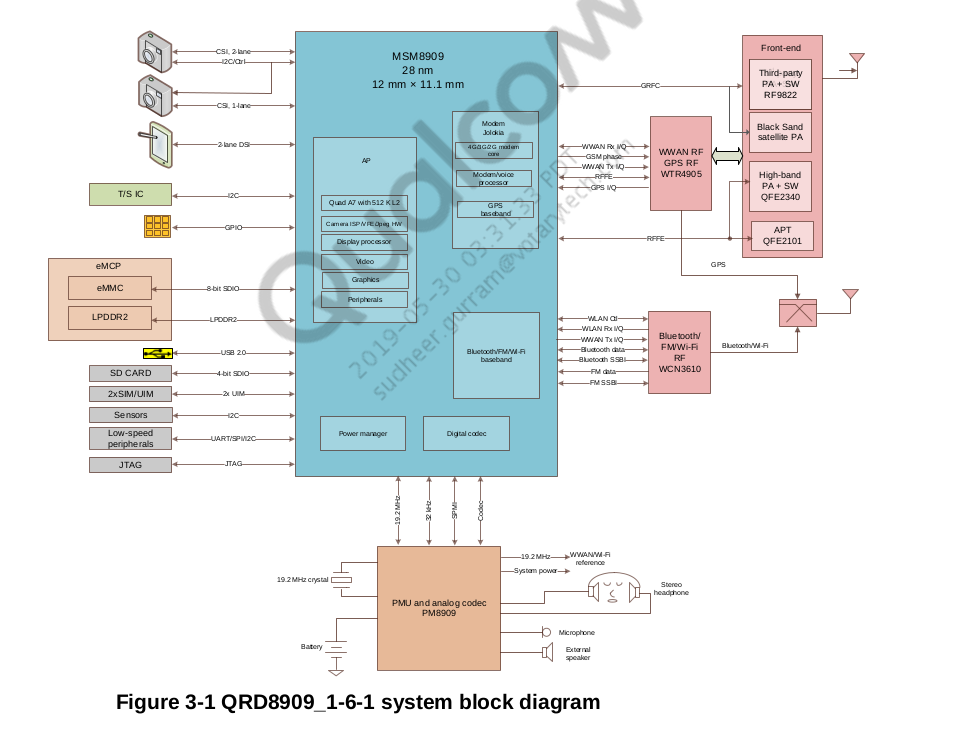 CSI, 2-lane
I2C/Ctrl
CSI, 1-lane
2-lane DSI
T/S IC
I2C
GPIO
eMCP
eMMC
8-bit SDIO
LPDDR2
LPDDR2
USB 2.0
SD CARD
4-bit SDIO
2xSIM/UIM
2x UIM
Sensors
I2C
Low-speed
peripherals
UART/SPI/I2C
JTAG
JTAG
MSM8909
28 nm
12 mm × 11.1 mm
AP
Quad A7 with 512 K L2
Camera ISP/VFE/Jpeg HW
Display processor
Video
Graphics
Peripherals
Modem
Jolokia
4G/3G/2G modem
core
Modem/voice
processor
GPS
baseband
Bluetooth/FM/Wi-Fi
baseband
Power manager
Digital codec
GRFC
WWAN Rx I/Q
GSM phase
WWAN Tx I/Q
RFFE
GPS I/Q
RFFE
WWAN RF
GPS RF
WTR4905
Front-end
Third-party
PA + SW
RF9822
Black Sand
satellite PA
High-band
PA + SW
QFE2340
APT
QFE2101
GPS
WLAN Ctl
WLAN Rx I/Q
WWAN Tx I/Q
Bluetooth data
Bluetooth SSBI
FM data
FM SSBI
Bluetooth/
FM/Wi-Fi
RF
WCN3610
Bluetooth/Wi-Fi
19.2 MHz
32 kHz
SPMI
Codec
PMU and analog codec
PM8909
19.2 MHz crystal
Battery
19.2 MHz
WWAN/Wi-Fi
reference
System power
Stereo
headphone
Microphone
External
speaker
Qualcomm
2019-05-30 03:31:33 PDT
sudheer.gurram@votarytech.com
Figure 3-1 QRD8909_1-6-1 system block diagram